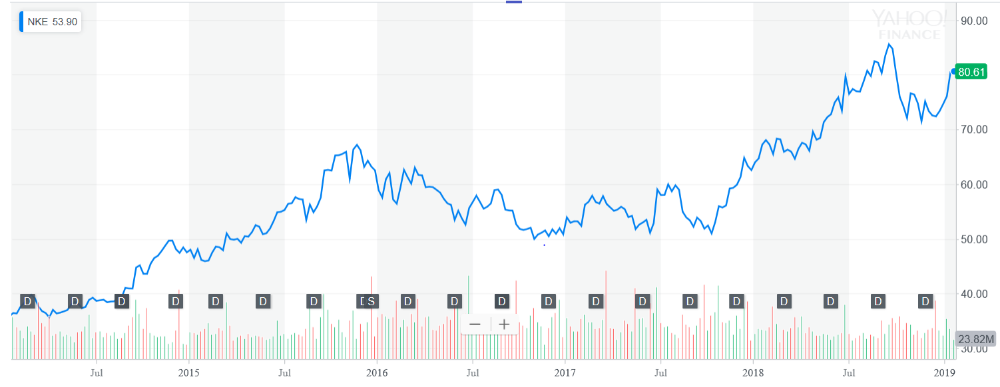 NKE 53.90
YAHOO!
FINANCE
90.00
80.61
70.00
60.00
50.00
40.00
D D D D D D D D S D D D D D D D D D D D D
23.82M
30.00
− +
Jul 2015 Jul 2016 Jul 2017 Jul 2018 Jul 2019